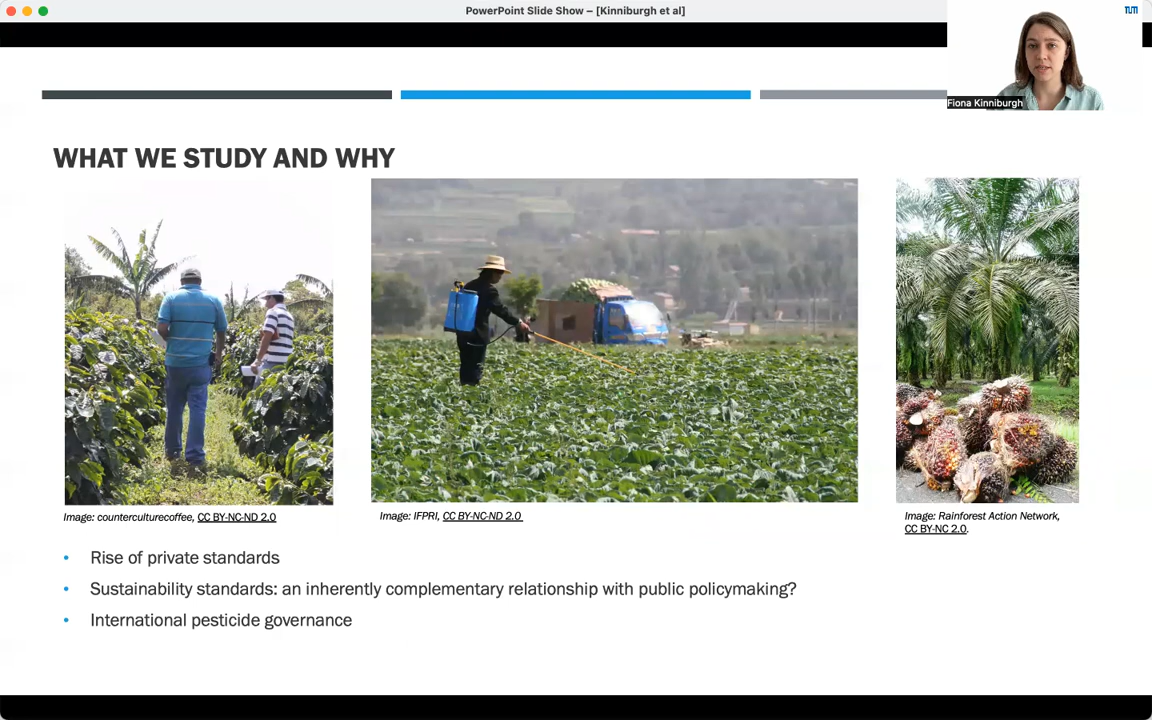 PowerPoint Slide Show – [Kinniburgh et al]
TUM
Fiona Kinniburgh
WHAT WE STUDY AND WHY
Image: counterculturecoffee, CC BY-NC-ND 2.0
Image: IFPRI, CC BY-NC-ND 2.0
Image: Rainforest Action Network,
CC BY-NC 2.0.
• Rise of private standards
• Sustainability standards: an inherently complementary relationship with public policymaking?
• International pesticide governance